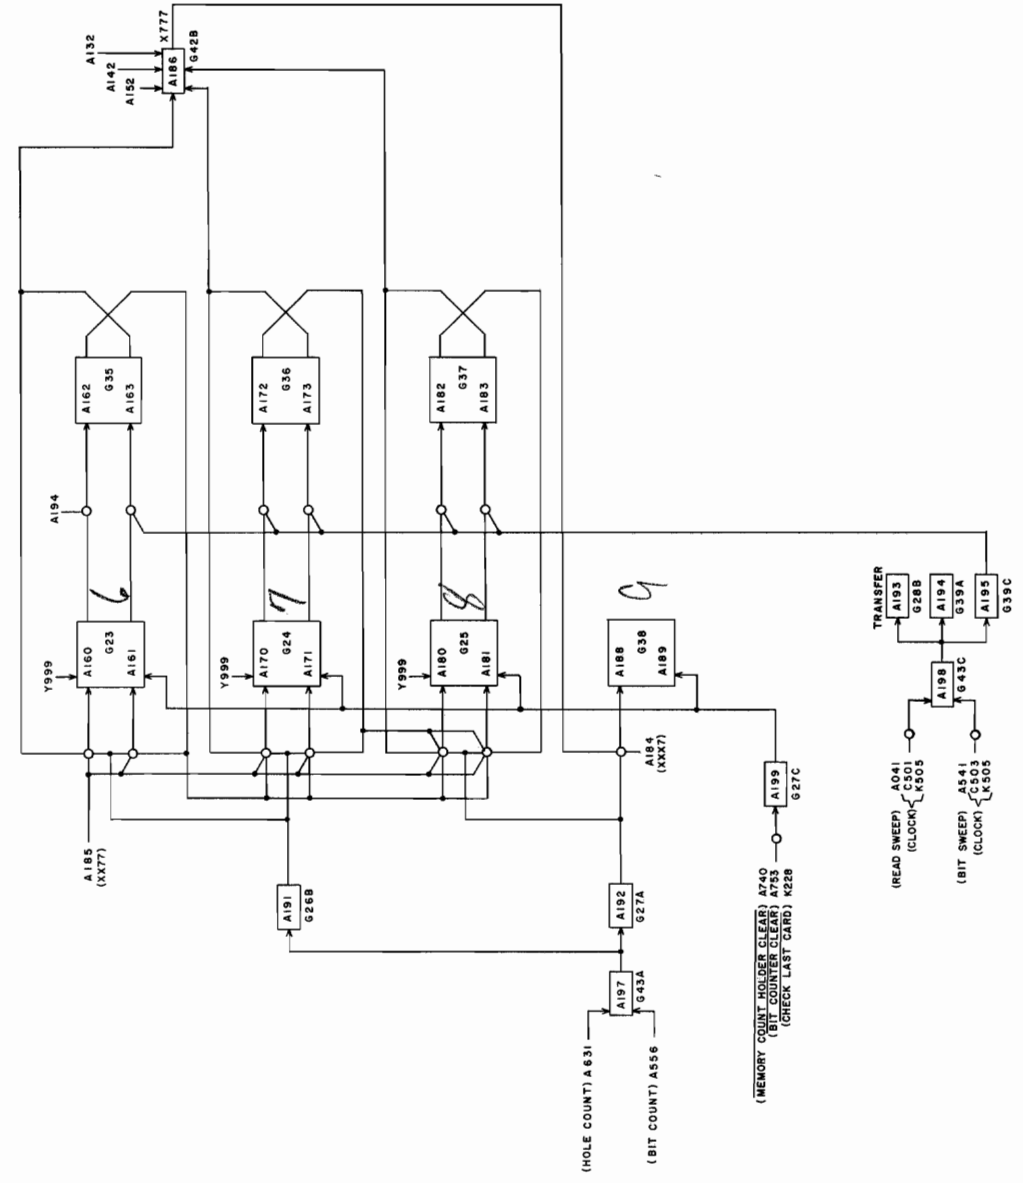 A132
A142
A152
X777
A186
G42B
A162
G35
A163
A172
G36
A173
A182
G37
A183
A194
6
7
8
9
Y999
A160
G23
A161
Y999
A170
G24
A171
Y999
A180
G25
A181
A188
G38
A189
A185
(XX77)
A184
(XXX7)
A191
G26B
A192
G27A
A197
G43A
(HOLE COUNT) A631
(BIT COUNT) A556
A199
G27C
(MEMORY COUNT HOLDER CLEAR) A740
(BIT COUNTER CLEAR) A753
(CHECK LAST CARD) K228
TRANSFER
A193
G28B
A194
G39A
A195
G39C
A198
G43C
(READ SWEEP) A041
(CLOCK) { C501
K505
(BIT SWEEP) A541
(CLOCK) { C503
K505